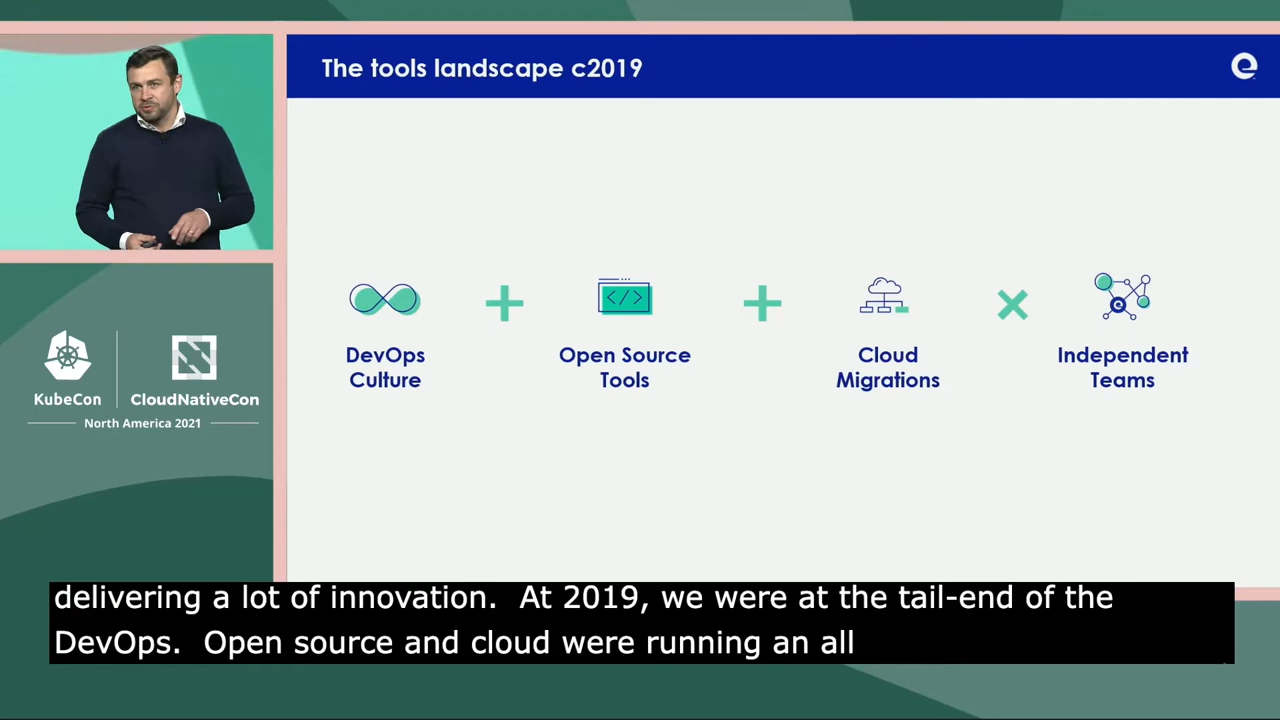 The tools landscape c2019
e
DevOps
Culture
Open Source
Tools
Cloud
Migrations
Independent
Teams
KubeCon
CloudNativeCon
North America 2021
delivering a lot of innovation.  At 2019, we were at the tail-end of the
DevOps.  Open source and cloud were running an all